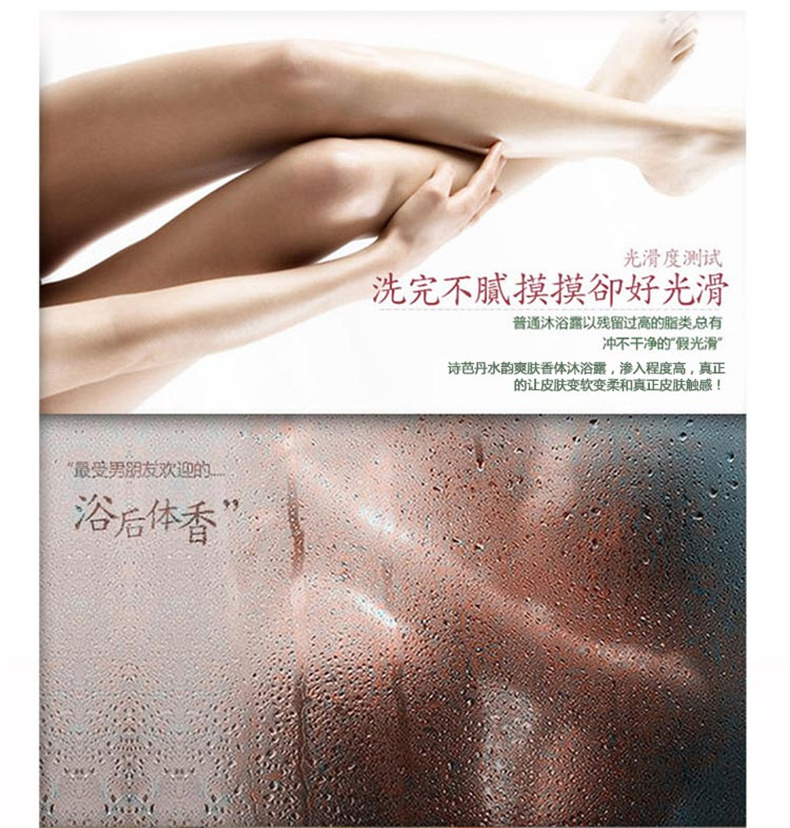 光滑度测试
洗完不腻摸摸卻好光滑
普通沐浴露以残留过高的脂类,总有
冲不干净的"假光滑"
诗芭丹水韵爽肤香体沐浴露，渗入程度高，真正
的让皮肤变软变柔和真正皮肤触感！
"最受男朋友欢迎的....
浴后体香"